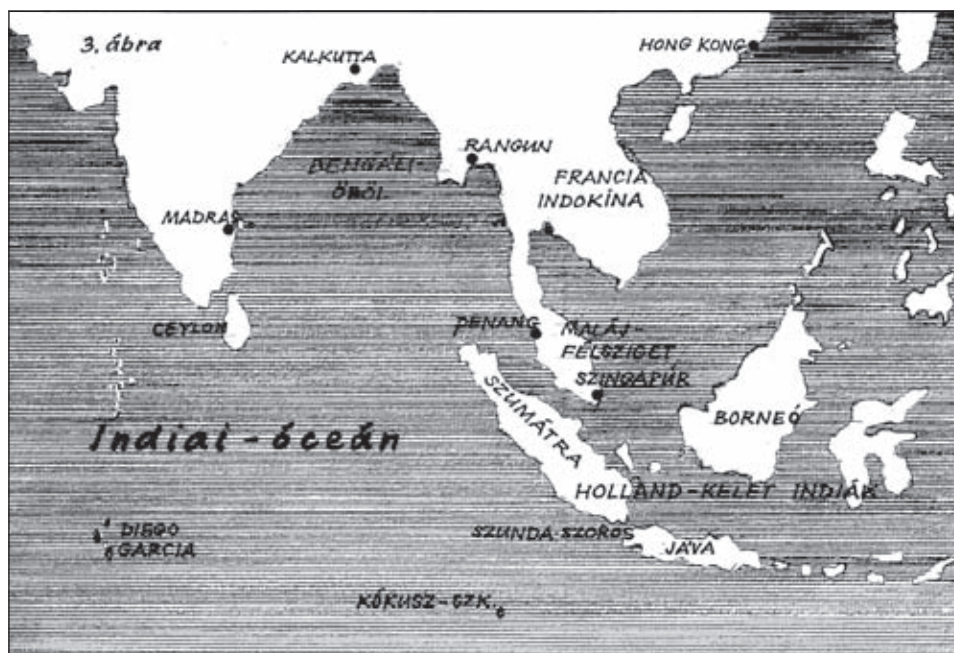 3. ábra
HONG KONG
KALKUTTA
RANGUN
BENGÁLI-
ÖBÖL
FRANCIA
INDOKÍNA
MADRAS
CEYLON
PENANG
MALÁJ-
FÉLSZIGET
SZINGAPÚR
SZUMÁTRA
BORNEÓ
Indiai-óceán
HOLLAND-KELET INDIÁK
DIEGO
GARCIA
SZUNDA-SZOROS
JÁVA
KÓKUSZ-SZK.